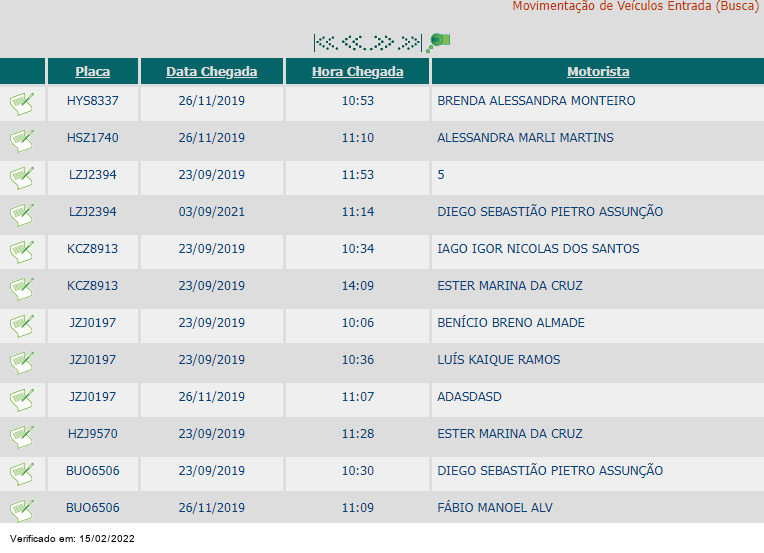 Movimentação de Veículos Entrada (Busca)
Placa Data Chegada Hora Chegada Motorista
HYS8337 26/11/2019 10:53 BRENDA ALESSANDRA MONTEIRO
HSZ1740 26/11/2019 11:10 ALESSANDRA MARLI MARTINS
LZJ2394 23/09/2019 11:53 5
LZJ2394 03/09/2021 11:14 DIEGO SEBASTIÃO PIETRO ASSUNÇÃO
KCZ8913 23/09/2019 10:34 IAGO IGOR NICOLAS DOS SANTOS
KCZ8913 23/09/2019 14:09 ESTER MARINA DA CRUZ
JZJ0197 23/09/2019 10:06 BENÍCIO BRENO ALMADE
JZJ0197 23/09/2019 10:36 LUÍS KAIQUE RAMOS
JZJ0197 26/11/2019 11:07 ADASDASD
HZJ9570 23/09/2019 11:28 ESTER MARINA DA CRUZ
BUO6506 23/09/2019 10:30 DIEGO SEBASTIÃO PIETRO ASSUNÇÃO
BUO6506 26/11/2019 11:09 FÁBIO MANOEL ALV
Verificado em: 15/02/2022